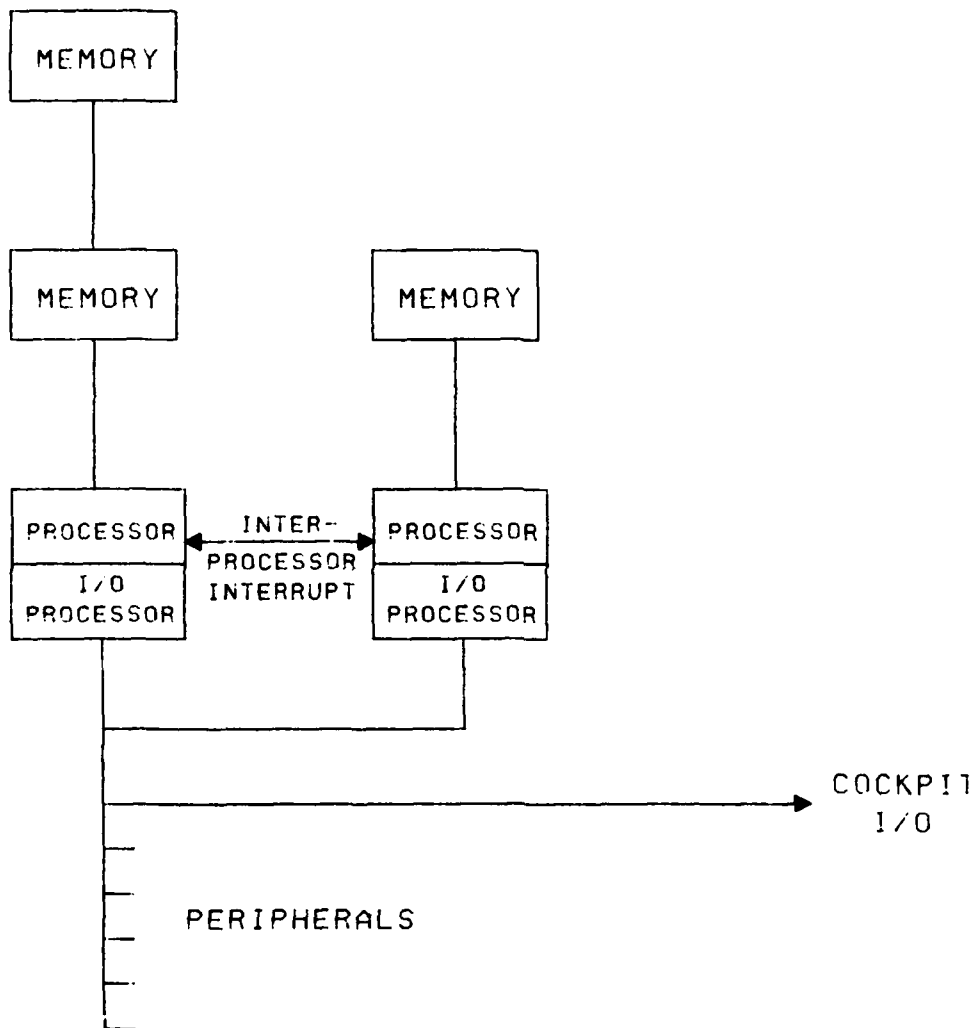 MEMORY
MEMORY
MEMORY
PROCESSOR
I/O
PROCESSOR
INTER-
PROCESSOR
INTERRUPT
PROCESSOR
I/O
PROCESSOR
COCKPIT
I/O
PERIPHERALS